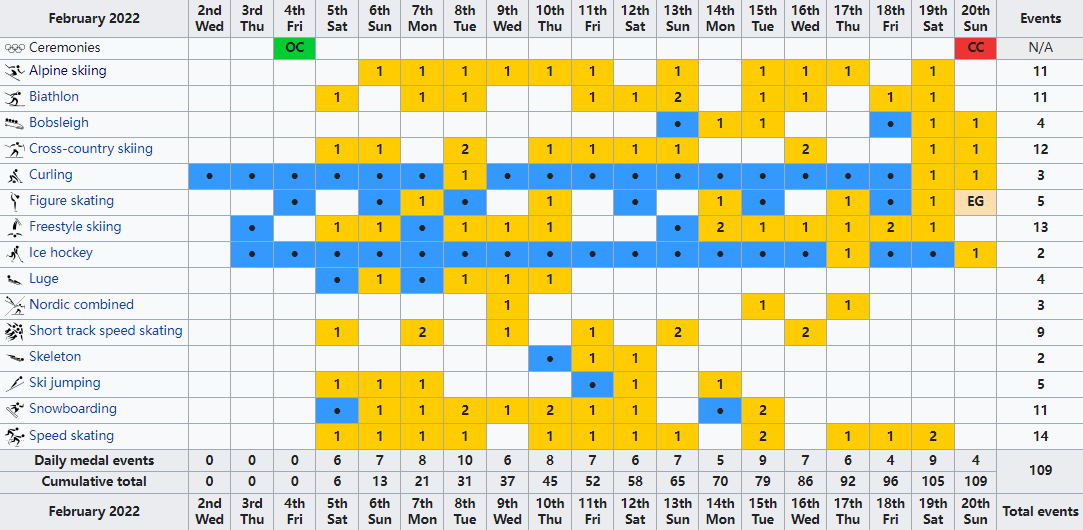 February 2022 2nd Wed 3rd Thu 4th Fri 5th Sat 6th Sun 7th Mon 8th Tue 9th Wed 10th Thu 11th Fri 12th Sat 13th Sun 14th Mon 15th Tue 16th Wed 17th Thu 18th Fri 19th Sat 20th Sun Events
Ceremonies OC CC N/A
Alpine skiing 1 1 1 1 1 1 1 1 1 1 1 11
Biathlon 1 1 1 1 1 2 1 1 1 1 11
Bobsleigh ● 1 1 ● 1 1 4
Cross-country skiing 1 1 2 1 1 1 1 2 1 1 12
Curling ● ● ● ● ● ● 1 ● ● ● ● ● ● ● ● ● ● 1 1 3
Figure skating ● ● 1 ● 1 ● 1 ● 1 ● 1 EG 5
Freestyle skiing ● 1 1 ● 1 1 1 ● 2 1 1 1 2 1 13
Ice hockey ● ● ● ● ● ● ● ● ● ● ● ● ● ● 1 ● ● 1 2
Luge ● 1 ● 1 1 1 4
Nordic combined 1 1 1 3
Short track speed skating 1 2 1 1 2 2 9
Skeleton ● 1 1 2
Ski jumping 1 1 1 ● 1 1 5
Snowboarding ● 1 1 2 1 2 1 1 ● 2 11
Speed skating 1 1 1 1 1 1 1 1 2 1 1 2 14
Daily medal events 0 0 0 6 7 8 10 6 8 7 6 7 5 9 7 6 4 9 4 109
Cumulative total 0 0 0 6 13 21 31 37 45 52 58 65 70 79 86 92 96 105 109
February 2022 2nd Wed 3rd Thu 4th Fri 5th Sat 6th Sun 7th Mon 8th Tue 9th Wed 10th Thu 11th Fri 12th Sat 13th Sun 14th Mon 15th Tue 16th Wed 17th Thu 18th Fri 19th Sat 20th Sun Total events